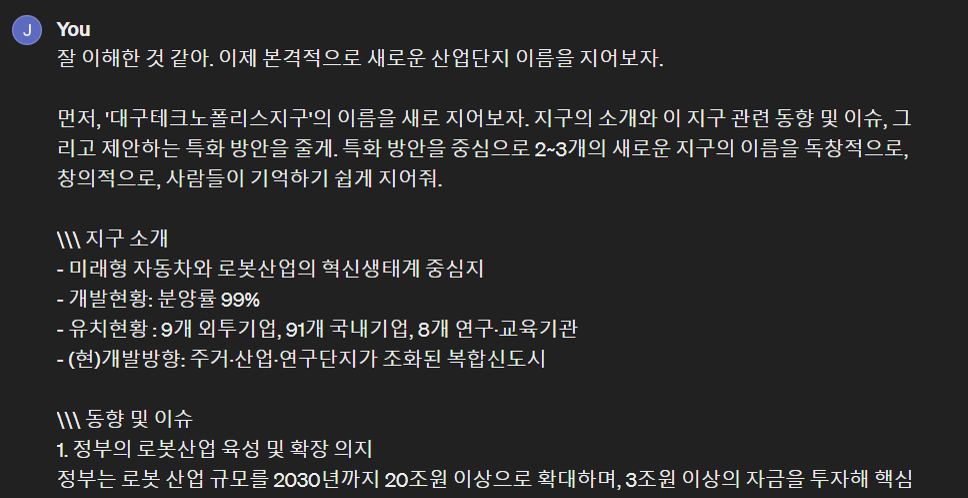 J
You
잘 이해한 것 같아. 이제 본격적으로 새로운 산업단지 이름을 지어보자.
먼저, '대구테크노폴리스지구'의 이름을 새로 지어보자. 지구의 소개와 이 지구 관련 동향 및 이슈, 그
리고 제안하는 특화 방안을 줄게. 특화 방안을 중심으로 2~3개의 새로운 지구의 이름을 독창적으로,
창의적으로, 사람들이 기억하기 쉽게 지어줘.
\\\ 지구 소개
- 미래형 자동차와 로봇산업의 혁신생태계 중심지
- 개발현황: 분양률 99%
- 유치현황 : 9개 외투기업, 91개 국내기업, 8개 연구·교육기관
- (현)개발방향: 주거·산업·연구단지가 조화된 복합신도시
\\\ 동향 및 이슈
1. 정부의 로봇산업 육성 및 확장 의지
정부는 로봇 산업 규모를 2030년까지 20조원 이상으로 확대하며, 3조원 이상의 자금을 투자해 핵심